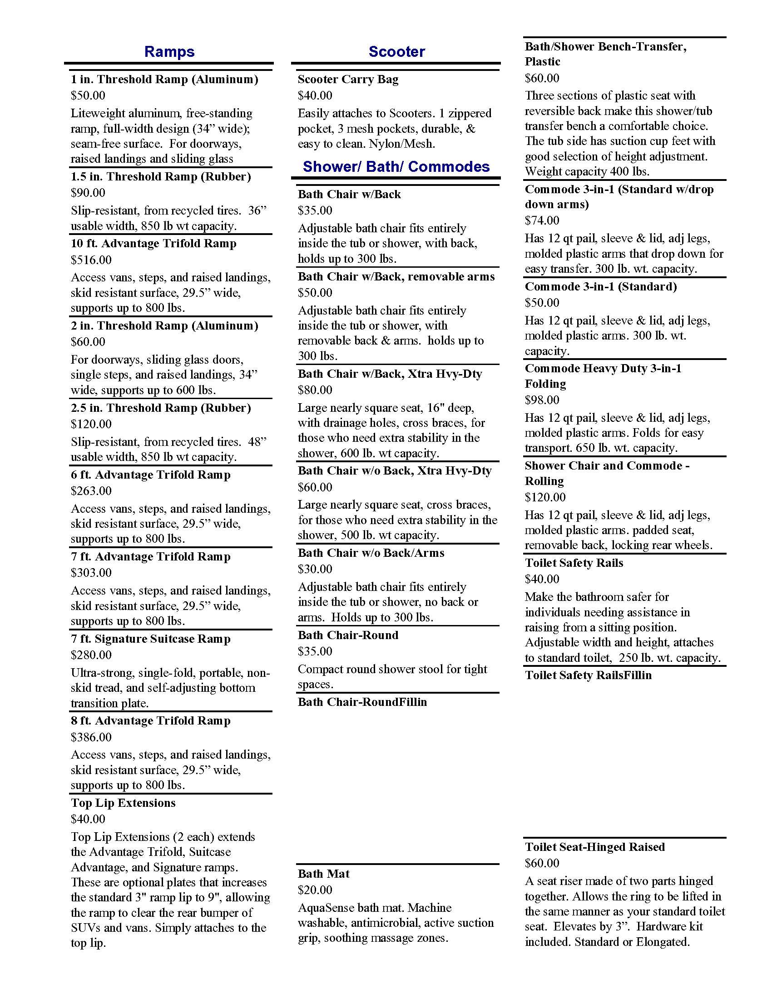 Ramps
1 in. Threshold Ramp (Aluminum)
$50.00
Liteweight aluminum, free-standing
ramp, full-width design (34” wide);
seam-free surface.  For doorways,
raised landings and sliding glass
1.5 in. Threshold Ramp (Rubber)
$90.00
Slip-resistant, from recycled tires.  36”
usable width, 850 lb wt capacity.
10 ft. Advantage Trifold Ramp
$516.00
Access vans, steps, and raised landings,
skid resistant surface, 29.5” wide,
supports up to 800 lbs.
2 in. Threshold Ramp (Aluminum)
$60.00
For doorways, sliding glass doors,
single steps, and raised landings, 34”
wide, supports up to 600 lbs.
2.5 in. Threshold Ramp (Rubber)
$120.00
Slip-resistant, from recycled tires.  48”
usable width, 850 lb wt capacity.
6 ft. Advantage Trifold Ramp
$263.00
Access vans, steps, and raised landings,
skid resistant surface, 29.5” wide,
supports up to 800 lbs.
7 ft. Advantage Trifold Ramp
$303.00
Access vans, steps, and raised landings,
skid resistant surface, 29.5” wide,
supports up to 800 lbs.
7 ft. Signature Suitcase Ramp
$280.00
Ultra-strong, single-fold, portable, non-
skid tread, and self-adjusting bottom
transition plate.
8 ft. Advantage Trifold Ramp
$386.00
Access vans, steps, and raised landings,
skid resistant surface, 29.5” wide,
supports up to 800 lbs.
Top Lip Extensions
$40.00
Top Lip Extensions (2 each) extends
the Advantage Trifold, Suitcase
Advantage, and Signature ramps.
These are optional plates that increases
the standard 3" ramp lip to 9", allowing
the ramp to clear the rear bumper of
SUVs and vans. Simply attaches to the
top lip.
Scooter
Scooter Carry Bag
$40.00
Easily attaches to Scooters. 1 zippered
pocket, 3 mesh pockets, durable, &
easy to clean. Nylon/Mesh.
Shower/ Bath/ Commodes
Bath Chair w/Back
$35.00
Adjustable bath chair fits entirely
inside the tub or shower, with back,
holds up to 300 lbs.
Bath Chair w/Back, removable arms
$50.00
Adjustable bath chair fits entirely
inside the tub or shower, with
removable back & arms.  holds up to
300 lbs.
Bath Chair w/Back, Xtra Hvy-Dty
$80.00
Large nearly square seat, 16" deep,
with drainage holes, cross braces, for
those who need extra stability in the
shower, 600 lb. wt capacity.
Bath Chair w/o Back, Xtra Hvy-Dty
$60.00
Large nearly square seat, cross braces,
for those who need extra stability in the
shower, 500 lb. wt capacity.
Bath Chair w/o Back/Arms
$30.00
Adjustable bath chair fits entirely
inside the tub or shower, no back or
arms.  Holds up to 300 lbs.
Bath Chair-Round
$35.00
Compact round shower stool for tight
spaces.
Bath Chair-RoundFillin
Bath Mat
$20.00
AquaSense bath mat. Machine
washable, antimicrobial, active suction
grip, soothing massage zones.
Bath/Shower Bench-Transfer,
Plastic
$60.00
Three sections of plastic seat with
reversible back make this shower/tub
transfer bench a comfortable choice.
The tub side has suction cup feet with
good selection of height adjustment.
Weight capacity 400 lbs.
Commode 3-in-1 (Standard w/drop
down arms)
$74.00
Has 12 qt pail, sleeve & lid, adj legs,
molded plastic arms that drop down for
easy transfer. 300 lb. wt. capacity.
Commode 3-in-1 (Standard)
$50.00
Has 12 qt pail, sleeve & lid, adj legs,
molded plastic arms. 300 lb. wt.
capacity.
Commode Heavy Duty 3-in-1
Folding
$98.00
Has 12 qt pail, sleeve & lid, adj legs,
molded plastic arms. Folds for easy
transport. 650 lb. wt. capacity.
Shower Chair and Commode -
Rolling
$120.00
Has 12 qt pail, sleeve & lid, adj legs,
molded plastic arms. padded seat,
removable back, locking rear wheels.
Toilet Safety Rails
$40.00
Make the bathroom safer for
individuals needing assistance in
raising from a sitting position.
Adjustable width and height, attaches
to standard toilet,  250 lb. wt. capacity.
Toilet Safety RailsFillin
Toilet Seat-Hinged Raised
$60.00
A seat riser made of two parts hinged
together. Allows the ring to be lifted in
the same manner as your standard toilet
seat.  Elevates by 3”.  Hardware kit
included. Standard or Elongated.